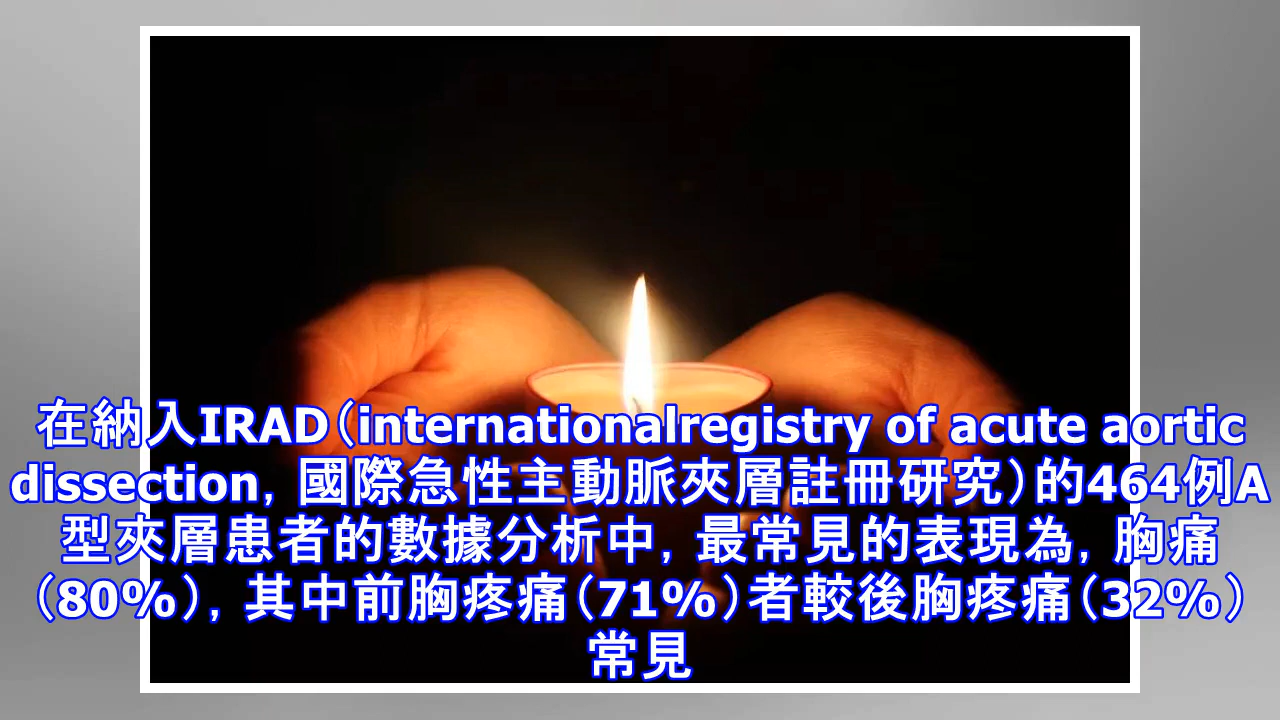 在納入IRAD（internationalregistry of acute aortic
dissection，國際急性主動脈夾層註冊研究）的464例A
型夾層患者的數據分析中，最常見的表現為，胸痛
（80%），其中前胸疼痛（71%）者較後胸疼痛（32%）
常見